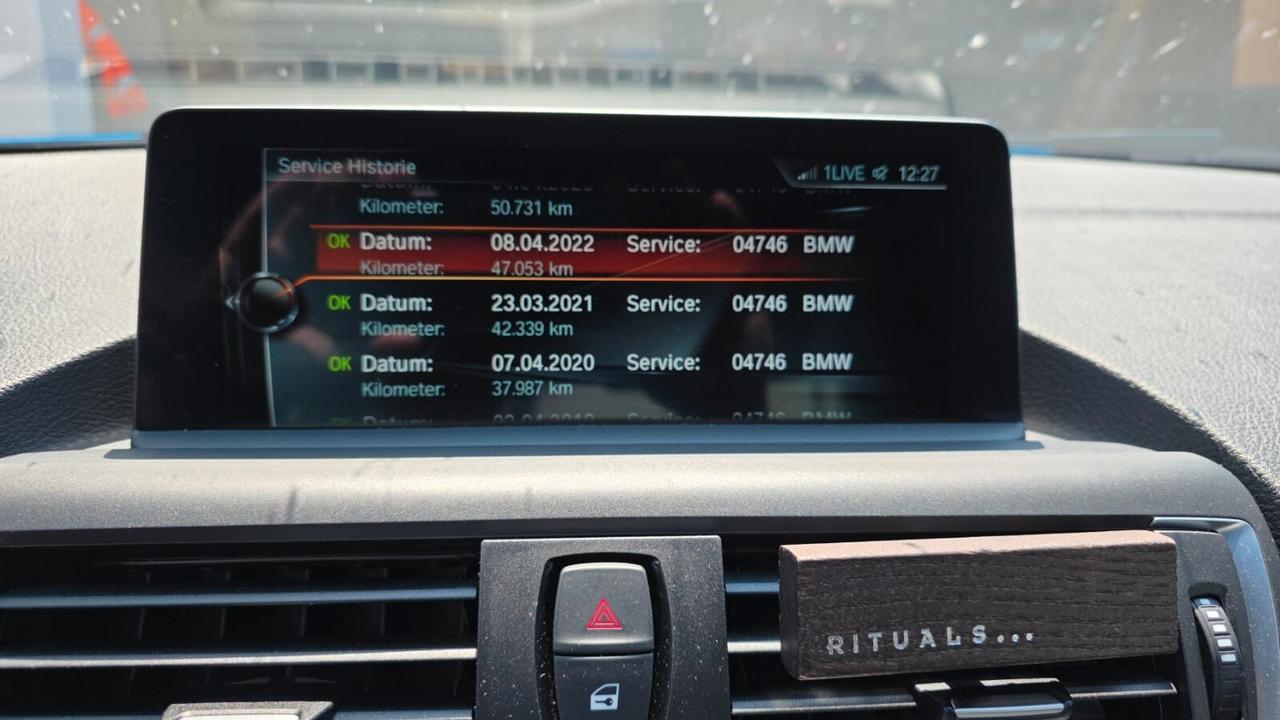 Service Historie
1LIVE 12:27
Kilometer: 50.731 km
OK Datum: 08.04.2022 Service: 04746 BMW
Kilometer: 47.053 km
OK Datum: 23.03.2021 Service: 04746 BMW
Kilometer: 42.339 km
OK Datum: 07.04.2020 Service: 04746 BMW
Kilometer: 37.987 km
RITUALS...